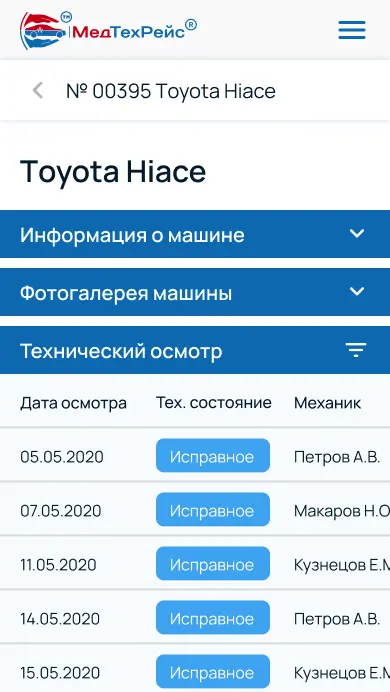 МедТехРейс® ™
№ 00395 Toyota Hiace
Toyota Hiace
Информация о машине
Фотогалерея машины
Технический осмотр
Дата осмотра Тех. состояние Механик
05.05.2020 Исправное Петров А.В.
07.05.2020 Исправное Макаров Н.О
11.05.2020 Исправное Кузнецов Е.М
14.05.2020 Исправное Петров А.В.
15.05.2020 Исправное Кузнецов Е.М